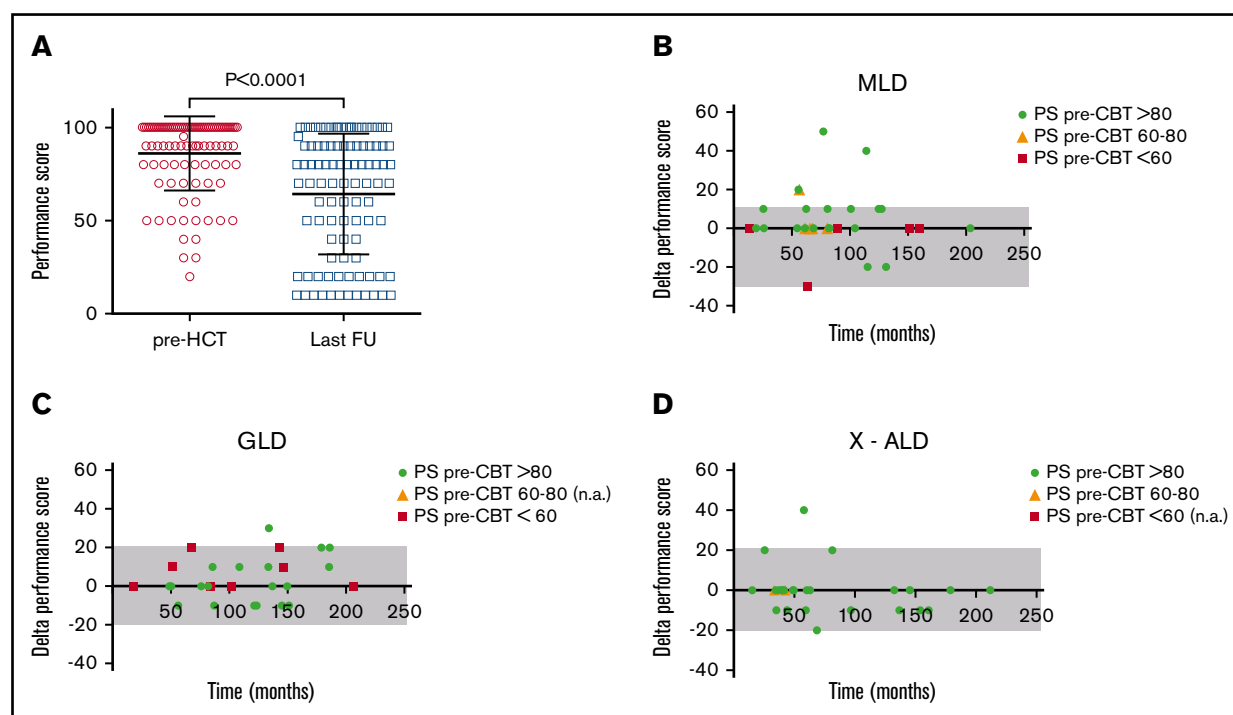 A
P<0.0001
Performance score
100
50
0
pre-HCT
Last FU
B
MLD
Delta performance score
60
40
20
0
-20
-40
50
100
150
200
250
Time (months)
PS pre-CBT >80
PS pre-CBT 60-80
PS pre-CBT <60
C
GLD
Delta performance score
60
40
20
0
-20
-40
50
100
150
200
250
Time (months)
PS pre-CBT >80
PS pre-CBT 60-80 (n.a.)
PS pre-CBT < 60
D
X - ALD
Delta performance score
60
40
20
0
-20
-40
50
100
150
200
250
Time (months)
PS pre-CBT >80
PS pre-CBT 60-80
PS pre-CBT <60 (n.a.)